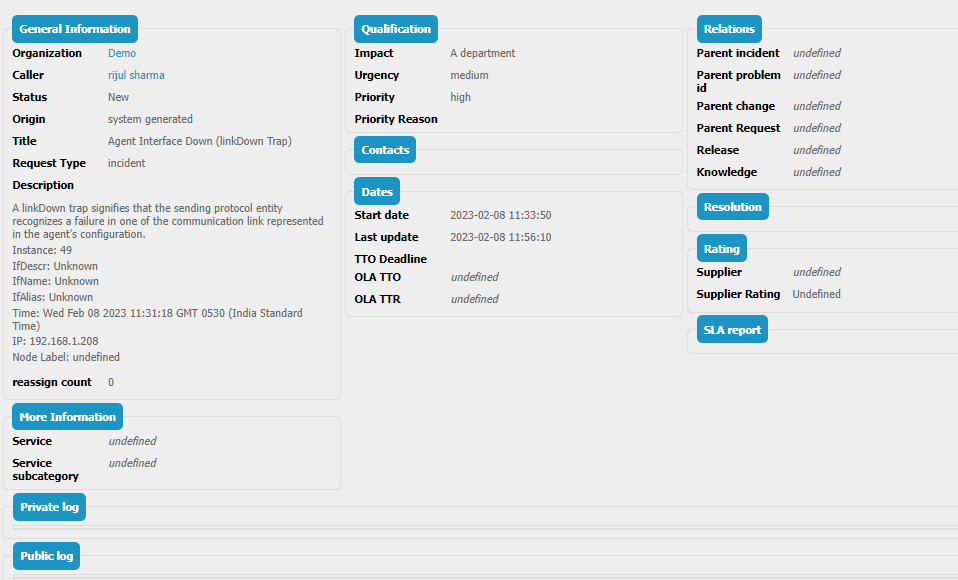 General Information
Organization Demo
Caller rijul sharma
Status New
Origin system generated
Title Agent Interface Down (linkDown Trap)
Request Type incident
Description
A linkDown trap signifies that the sending protocol entity
recognizes a failure in one of the communication link represented
in the agent's configuration.
Instance: 49
IfDescr: Unknown
IfName: Unknown
IfAlias: Unknown
Time: Wed Feb 08 2023 11:31:18 GMT 0530 (India Standard
Time)
IP: 192.168.1.208
Node Label: undefined
reassign count 0
More Information
Service undefined
Service
subcategory undefined
Qualification
Impact A department
Urgency medium
Priority high
Priority Reason
Contacts
Dates
Start date 2023-02-08 11:33:50
Last update 2023-02-08 11:56:10
TTO Deadline
OLA TTO undefined
OLA TTR undefined
Relations
Parent incident undefined
Parent problem undefined
id
Parent change undefined
Parent Request undefined
Release undefined
Knowledge undefined
Resolution
Rating
Supplier undefined
Supplier Rating Undefined
SLA report
Private log
Public log